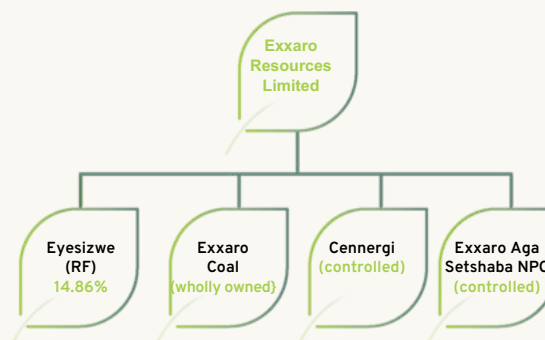 Exxaro
Resources
Limited
Eyesizwe
(RF)
14.86%
Exxaro
Coal
(wholly owned)
Cennergi
(controlled)
Exxaro Aga
Setshaba NPC
(controlled)